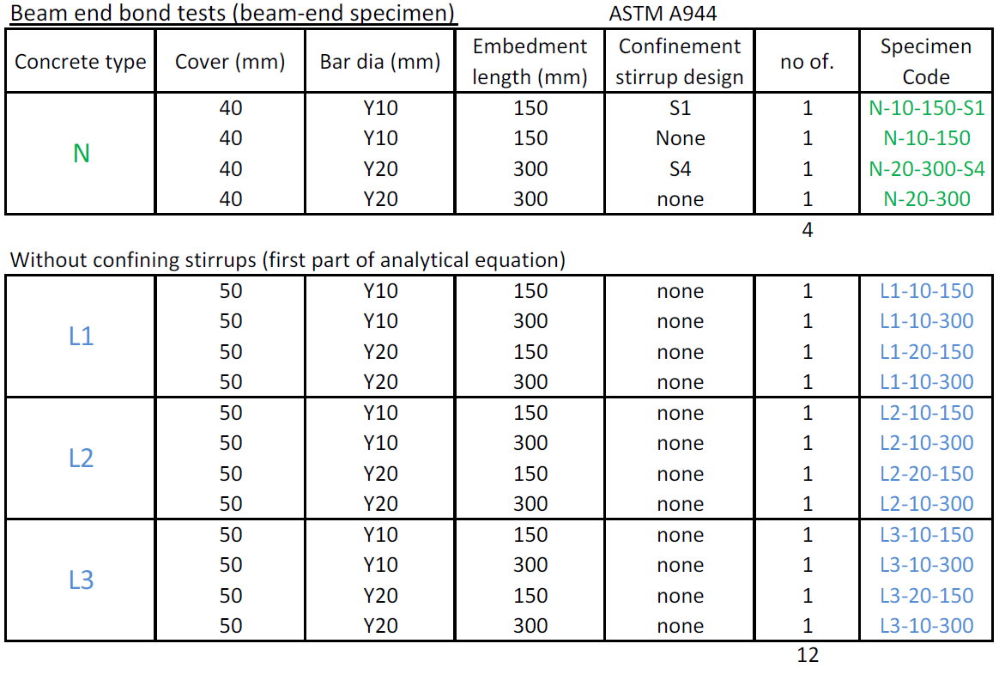 Beam end bond tests (beam-end specimen) ASTM A944
Concrete type Cover (mm) Bar dia (mm) Embedment length (mm) Confinement stirrup design no of. Specimen Code
N
40 Y10 150 S1 1 N-10-150-S1
40 Y10 150 None 1 N-10-150
40 Y20 300 S4 1 N-20-300-S4
40 Y20 300 none 1 N-20-300
4
Without confining stirrups (first part of analytical equation)
L1
50 Y10 150 none 1 L1-10-150
50 Y10 300 none 1 L1-10-300
50 Y20 150 none 1 L1-20-150
50 Y20 300 none 1 L1-10-300
L2
50 Y10 150 none 1 L2-10-150
50 Y10 300 none 1 L2-10-300
50 Y20 150 none 1 L2-20-150
50 Y20 300 none 1 L2-10-300
L3
50 Y10 150 none 1 L3-10-150
50 Y10 300 none 1 L3-10-300
50 Y20 150 none 1 L3-20-150
50 Y20 300 none 1 L3-10-300
12